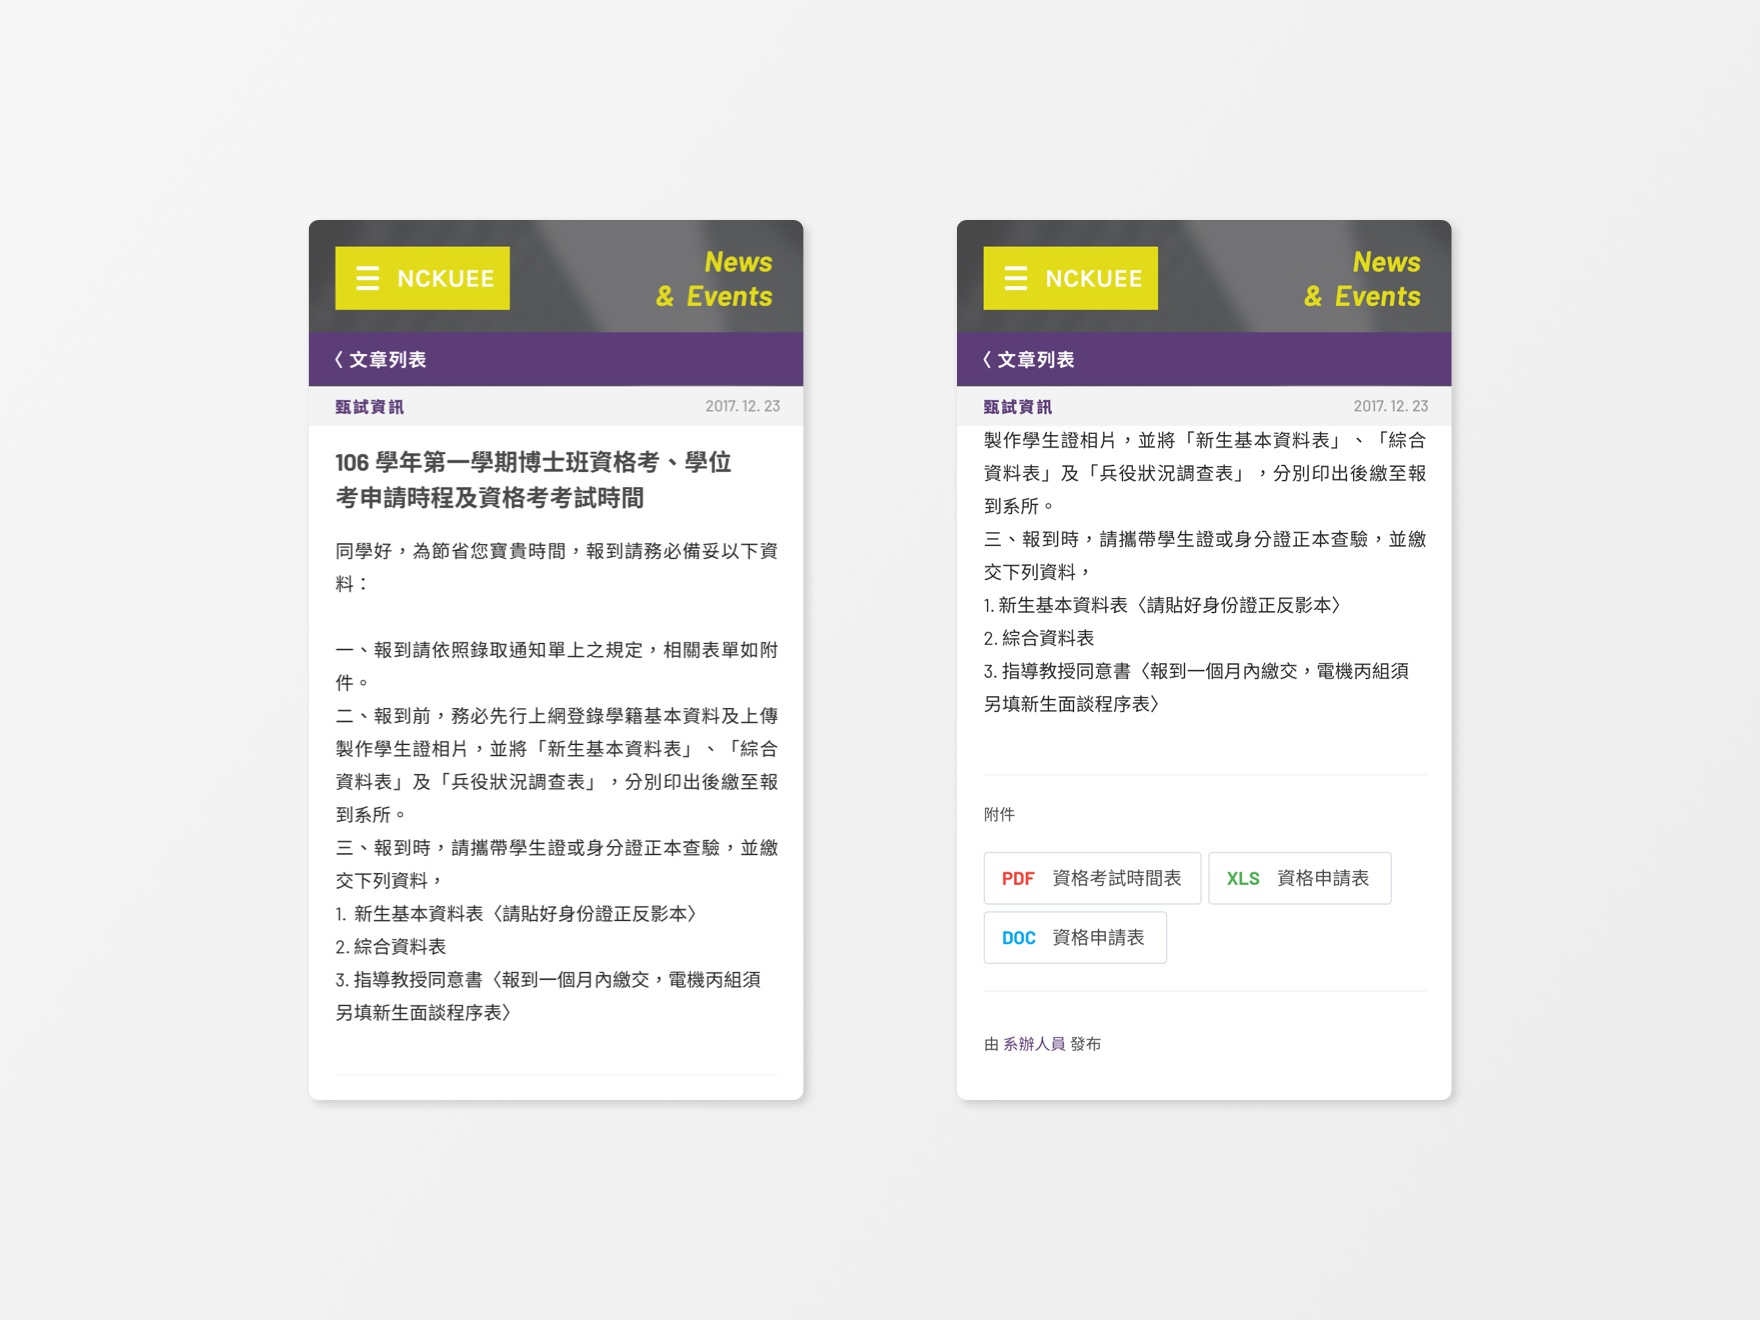 NCKUEE
News
& Events
〈 文章列表
甄試資訊
2017. 12. 23
106 學年第一學期博士班資格考、學位
考申請時程及資格考考試時間
同學好，為節省您寶貴時間，報到請務必備妥以下資
料：
一、報到請依照錄取通知單上之規定，相關表單如附
件。
二、報到前，務必先行上網登錄學籍基本資料及上傳
製作學生證相片，並將「新生基本資料表」、「綜合
資料表」及「兵役狀況調查表」，分別印出後繳至報
到系所。
三、報到時，請攜帶學生證或身分證正本查驗，並繳
交下列資料，
1. 新生基本資料表〈請貼好身份證正反影本〉
2. 綜合資料表
3. 指導教授同意書〈報到一個月內繳交，電機丙組須
另填新生面談程序表〉
NCKUEE
News
& Events
〈 文章列表
甄試資訊
2017. 12. 23
製作學生證相片，並將「新生基本資料表」、「綜合
資料表」及「兵役狀況調查表」，分別印出後繳至報
到系所。
三、報到時，請攜帶學生證或身分證正本查驗，並繳
交下列資料，
1. 新生基本資料表〈請貼好身份證正反影本〉
2. 綜合資料表
3. 指導教授同意書〈報到一個月內繳交，電機丙組須
另填新生面談程序表〉
附件
PDF 資格考試時間表
XLS 資格申請表
DOC 資格申請表
由 系辦人員 發布